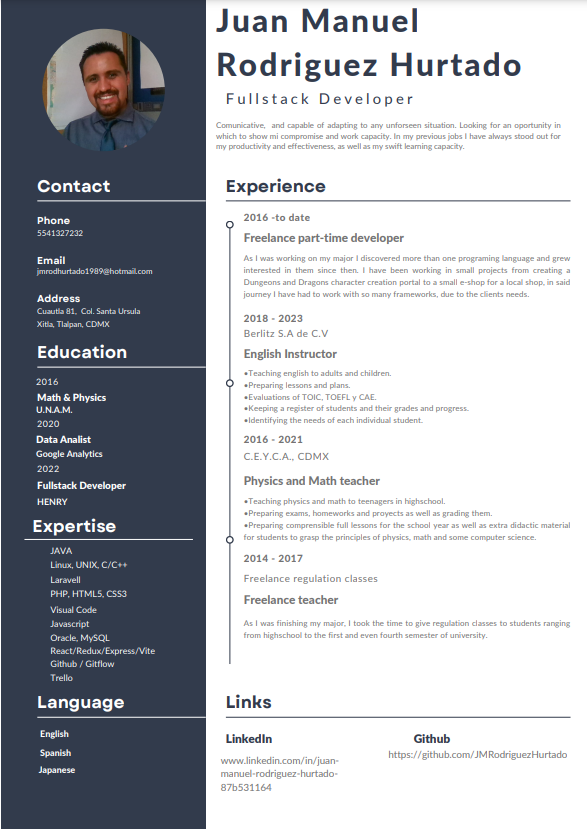 Juan Manuel
Rodriguez Hurtado
Fullstack Developer
Comunicative, and capable of adapting to any unforseen situation. Looking for an oportunity in
which to show mi compromise and work capacity. In my previous jobs I have always stood out for
my productivity and effectiveness, as well as my swift learning capacity.
Contact
Phone
5541327232
Email
jmrodhurtado1989@hotmail.com
Address
Cuautla 81, Col. Santa Ursula
Xitla, Tlalpan, CDMX
Education
2016
Math & Physics
U.N.A.M.
2020
Data Analist
Google Analytics
2022
Fullstack Developer
HENRY
Expertise
JAVA
Linux, UNIX, C/C++
Laravell
PHP, HTML5, CSS3
Visual Code
Javascript
Oracle, MySQL
React/Redux/Express/Vite
Github / Gitflow
Trello
Language
English
Spanish
Japanese
Experience
2016 -to date
Freelance part-time developer
As I was working on my major I discovered more than one programing language and grew
interested in them since then. I have been working in small projects from creating a
Dungeons and Dragons character creation portal to a small e-shop for a local shop, in said
journey I have had to work with so many frameworks, due to the clients needs.
2018 - 2023
Berlitz S.A de C.V
English Instructor
•Teaching english to adults and children.
•Preparing lessons and plans.
•Evaluations of TOIC, TOEFL y CAE.
•Keeping a register of students and their grades and progress.
•Identifying the needs of each individual student.
2016 - 2021
C.E.Y.C.A., CDMX
Physics and Math teacher
•Teaching physics and math to teenagers in highschool.
•Preparing exams, homeworks and proyects as well as grading them.
•Preparing comprensible full lessons for the school year as well as extra didactic material
for students to grasp the principles of physics, math and some computer science.
2014 - 2017
Freelance regulation classes
Freelance teacher
As I was finishing my major, I took the time to give regulation classes to students ranging
from highschool to the first and even fourth semester of university.
Links
LinkedIn
www.linkedin.com/in/juan-
manuel-rodriguez-hurtado-
87b531164
Github
https://github.com/JMRodriguezHurtado